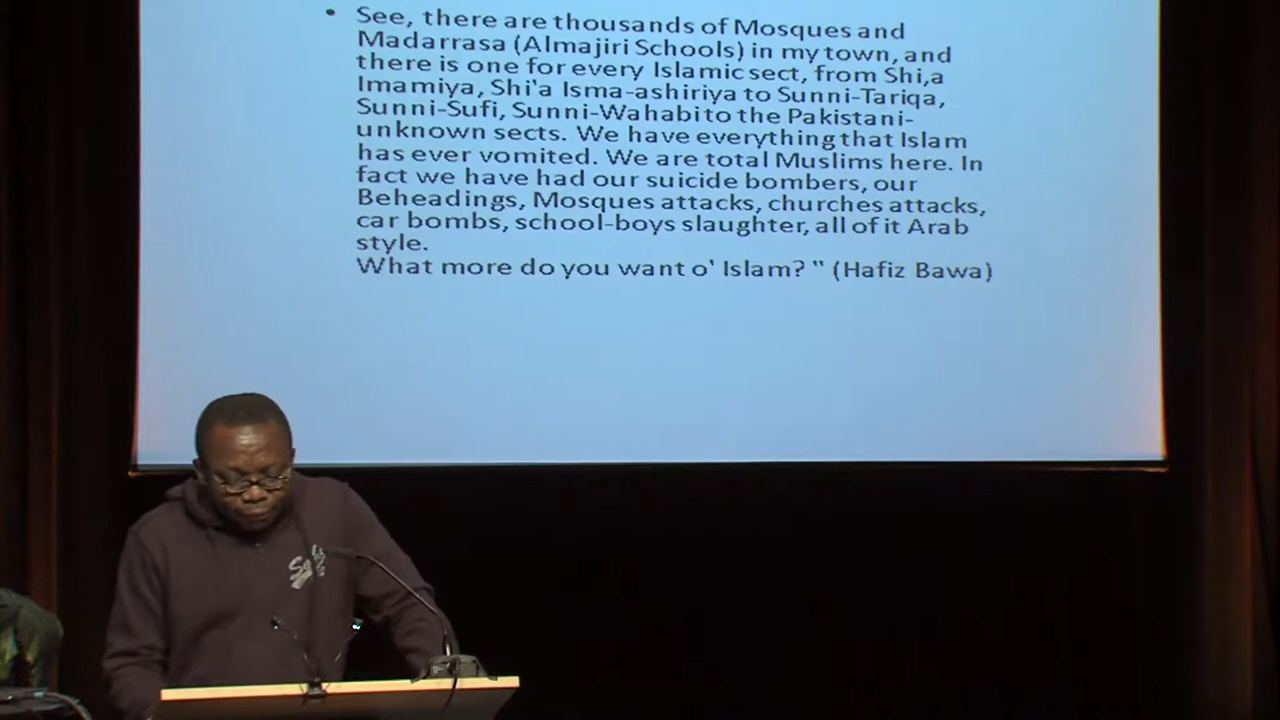 • See, there are thousands of Mosques and
Madarrasa (Almajiri Schools) in my town, and
there is one for every Islamic sect, from Shi,a
Imamiya, Shi'a Isma-ashiriya to Sunni-Tariqa,
Sunni-Sufi, Sunni-Wahabi to the Pakistani-
unknown sects. We have everything that Islam
has ever vomited. We are total Muslims here. In
fact we have had our suicide bombers, our
Beheadings, Mosques attacks, churches attacks,
car bombs, school-boys slaughter, all of it Arab
style.
What more do you want o' Islam? " (Hafiz Bawa)